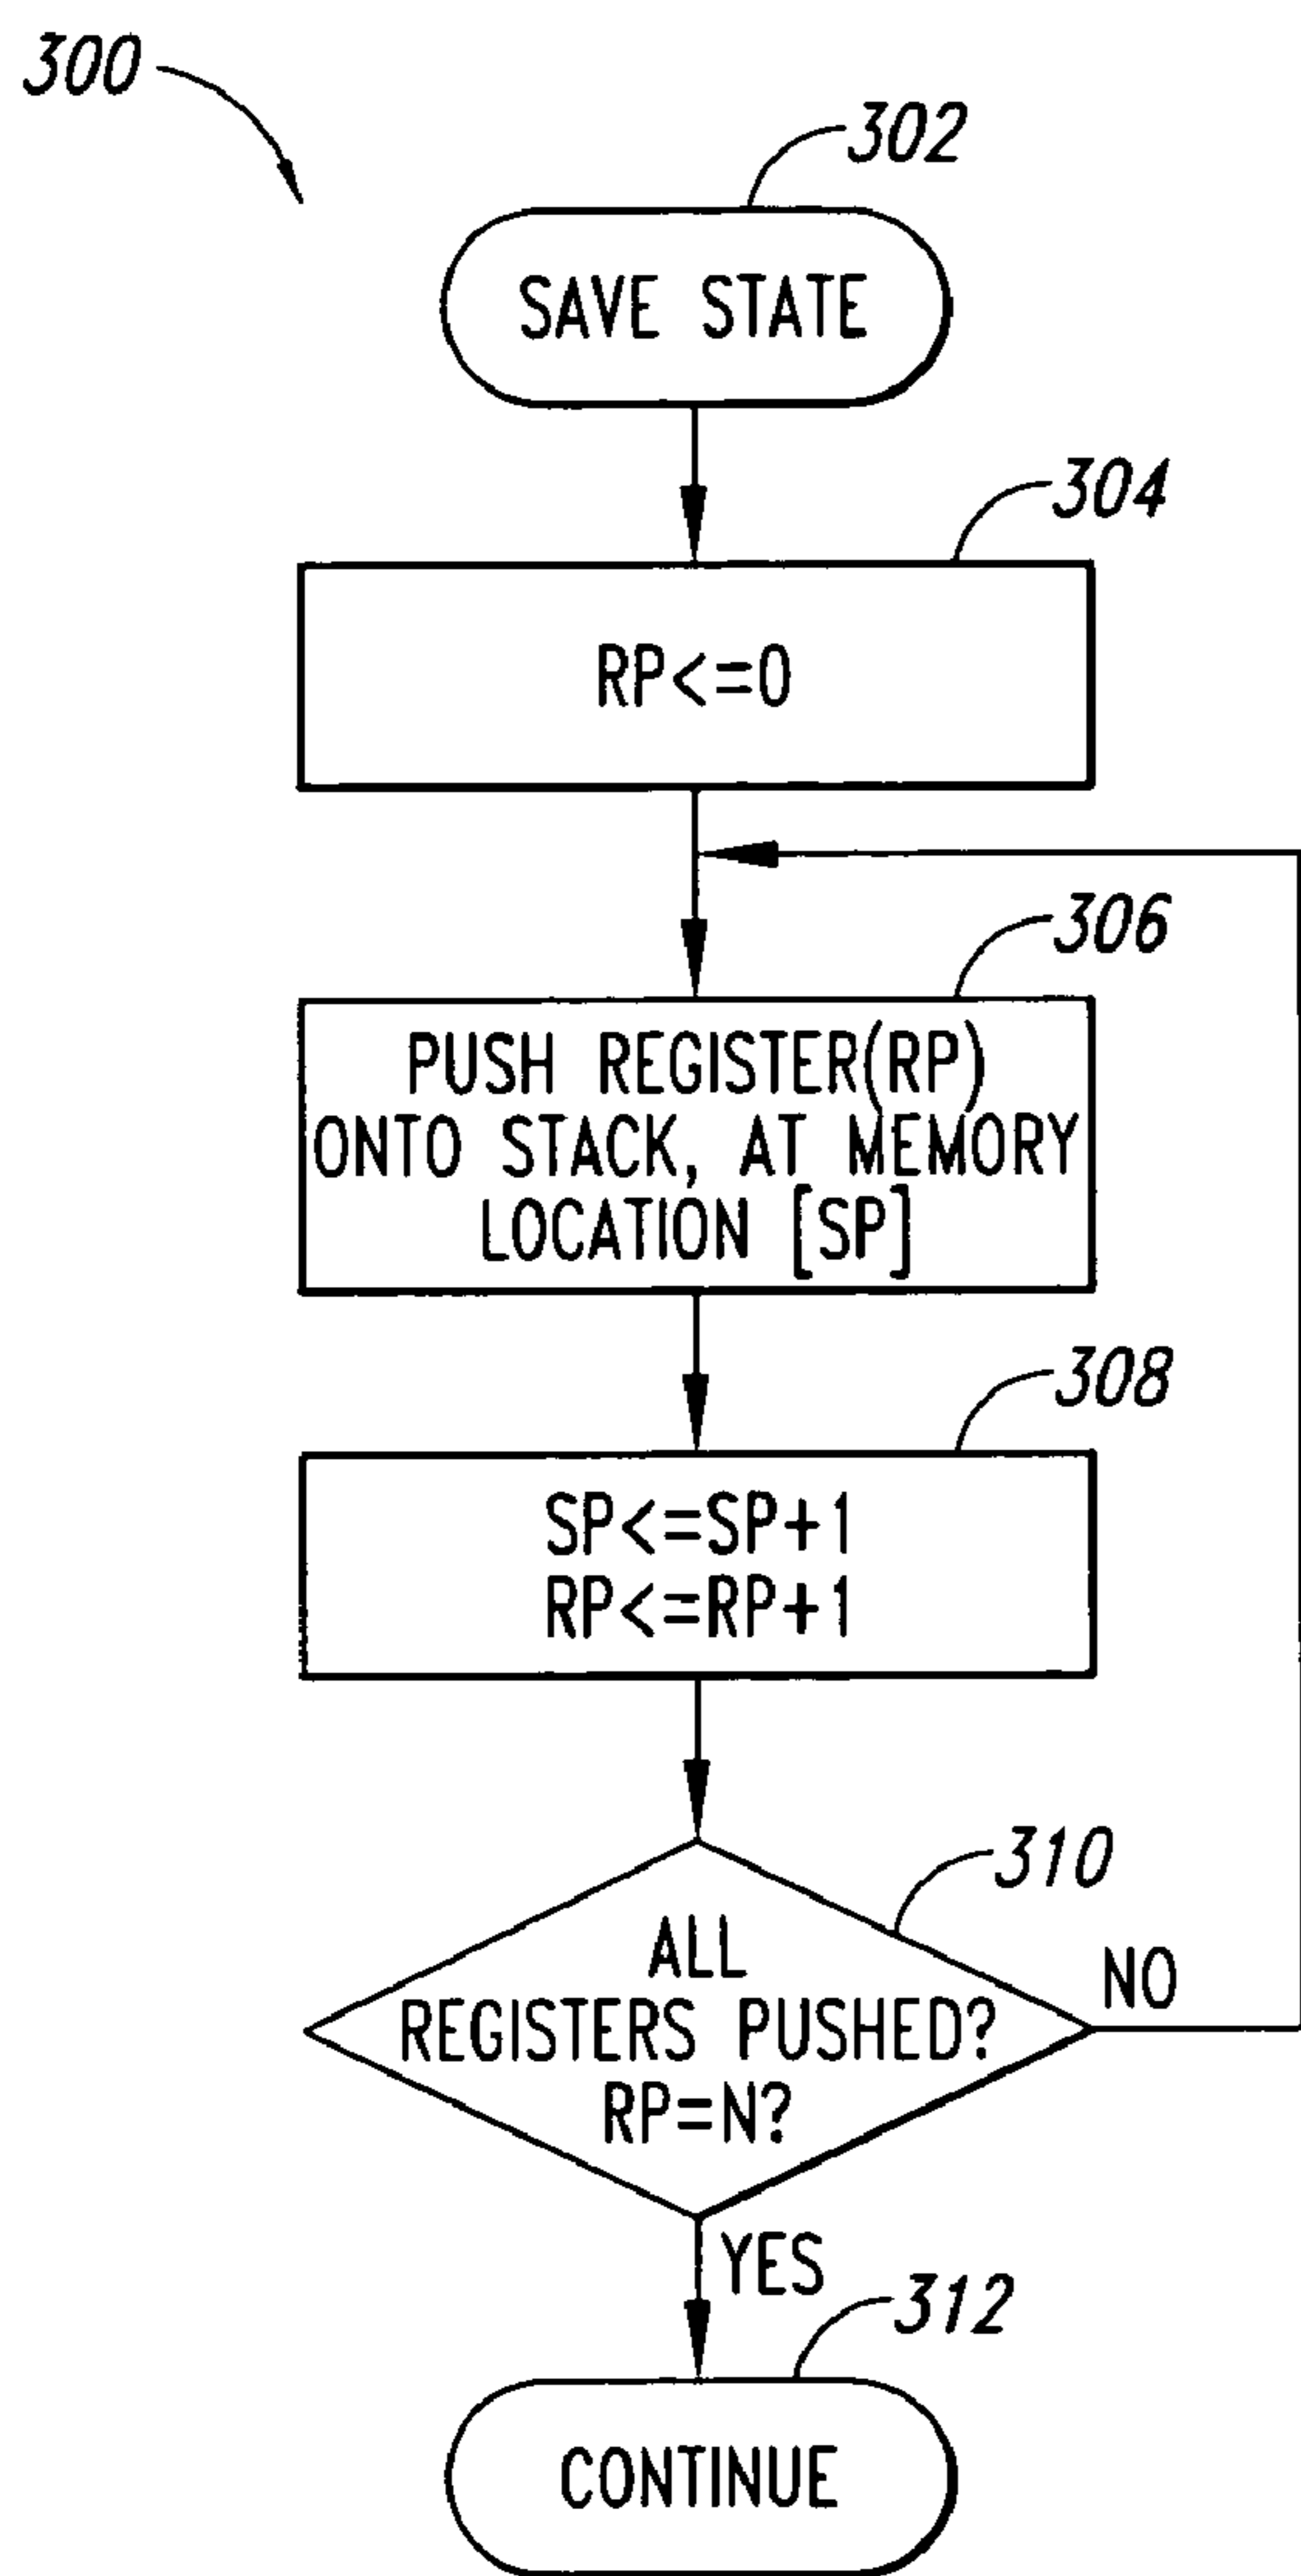 300
302
SAVE STATE
304
RP<=0
306
PUSH REGISTER(RP)
ONTO STACK, AT MEMORY
LOCATION [SP]
308
SP<=SP+1
RP<=RP+1
310
ALL
REGISTERS PUSHED?
RP=N?
NO
YES
312
CONTINUE